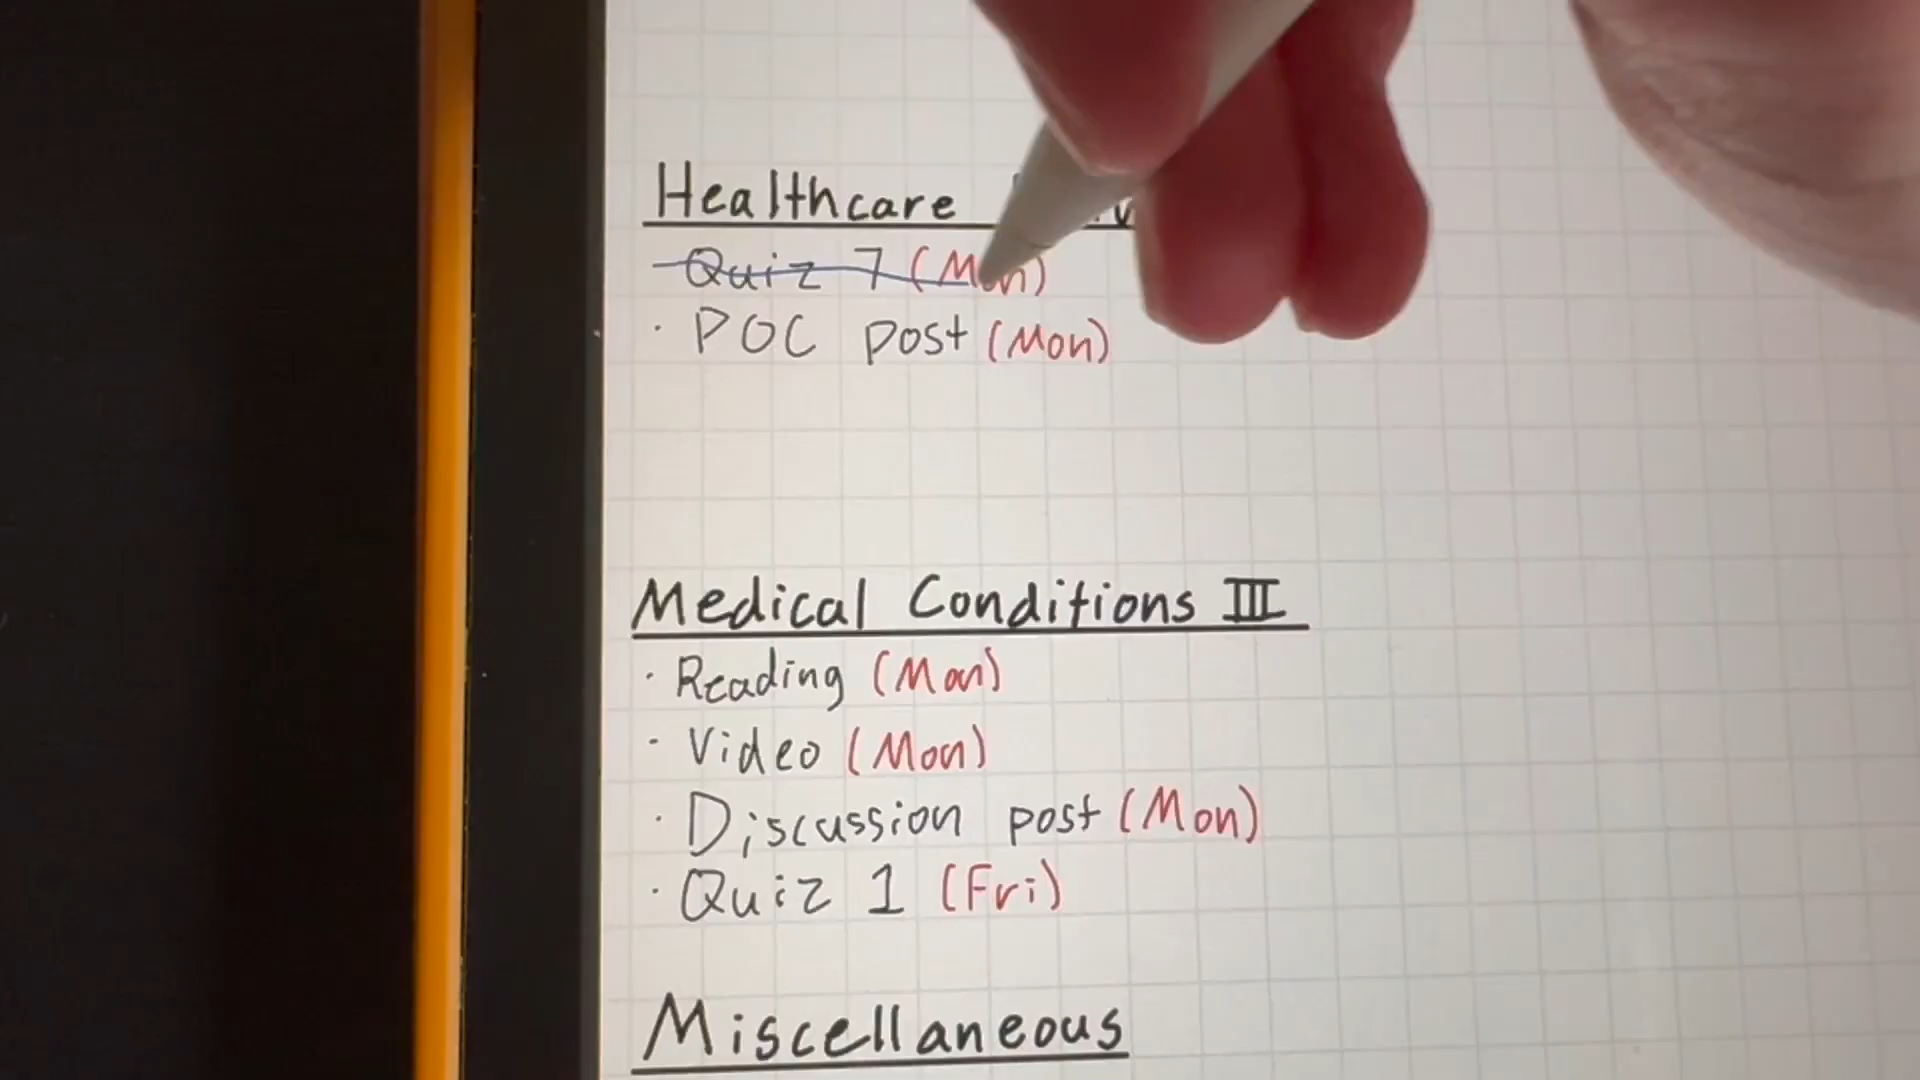 Healthcare
Quiz 7 (Mon)
· POC post (Mon)
Medical Conditions III
· Reading (Mon)
· Video (Mon)
· Discussion post (Mon)
· Quiz 1 (Fri)
Miscellaneous